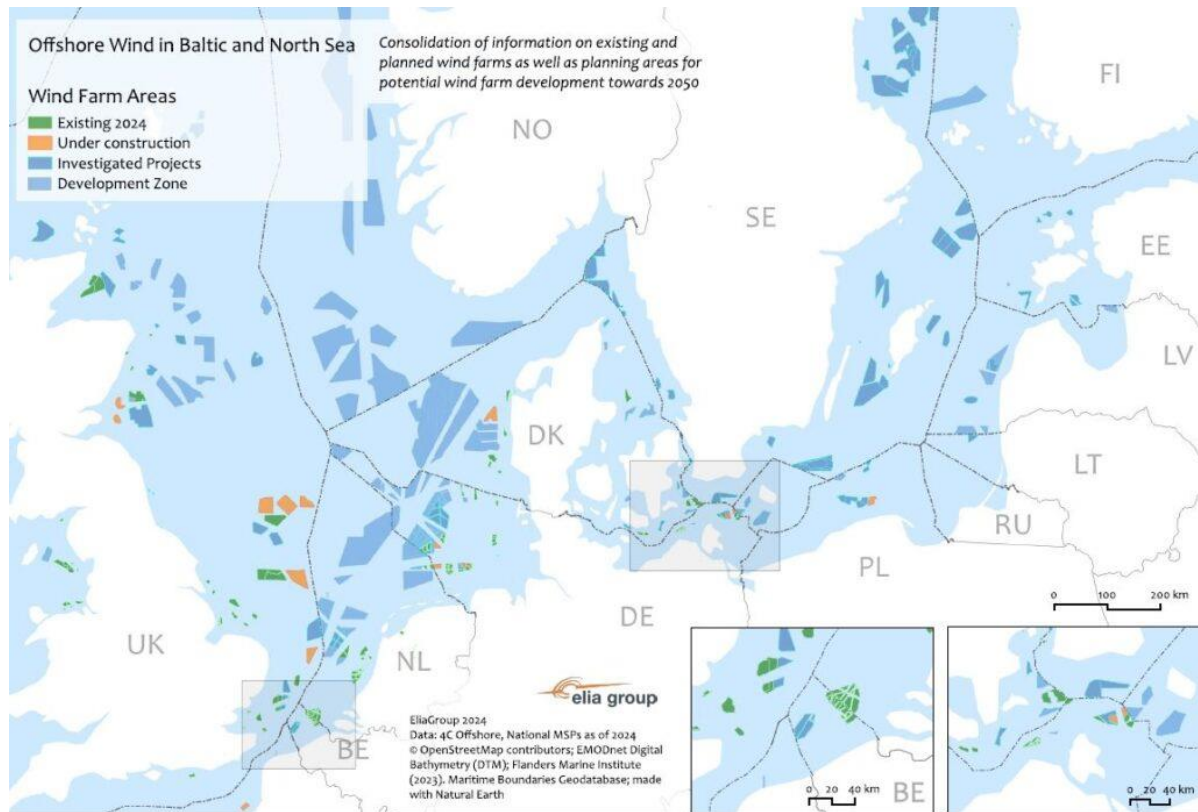 Offshore Wind in Baltic and North Sea
Consolidation of information on existing and
planned wind farms as well as planning areas for
potential wind farm development towards 2050
Wind Farm Areas
Existing 2024
Under construction
Investigated Projects
Development Zone
NO
FI
SE
EE
LV
DK
LT
RU
PL
0 100 200 km
DE
UK
NL
BE
elia group
EliaGroup 2024
Data: 4C Offshore, National MSPs as of 2024
© OpenStreetMap contributors; EMODnet Digital
Bathymetry (DTM); Flanders Marine Institute
(2023). Maritime Boundaries Geodatabase; made
with Natural Earth
BE
0 20 40 km
0 20 40 km